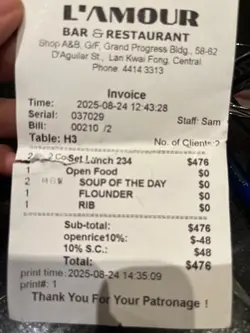 L'AMOUR
BAR & RESTAURANT
Shop A&B, G/F, Grand Progress Bldg., 58-62
D'Aguilar St., Lan Kwai Fong, Central.
Phone: 4414 3313
Invoice
Time: 2025-08-24 12:43:28
Serial: 037029 Staff: Sam
Bill: 00210 /2
Table: H3 No. of Clients:2
Set Lunch 234 $476
1 Open Food $0
2 SOUP OF THE DAY $0
1 FLOUNDER $0
1 RIB $0
Sub-total: $476
openrice10%: $-48
10% S.C.: $48
Total: $476
print time: 2025-08-24 14:35:09
print#: 1
Thank You For Your Patronage !